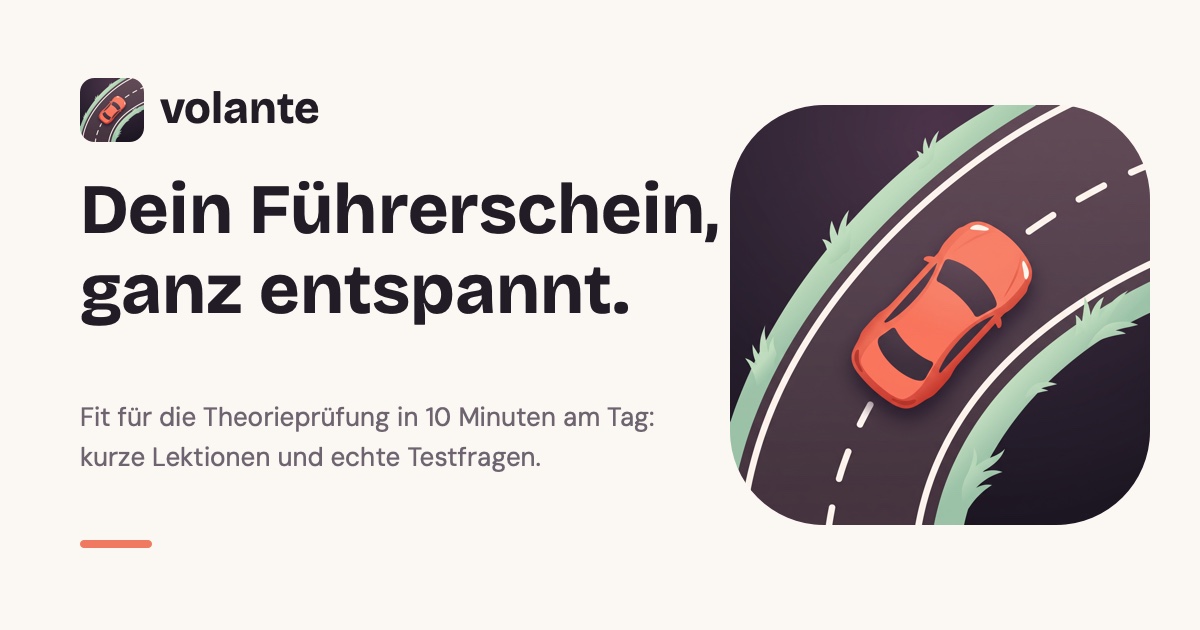 volante
Dein Führerschein,
ganz entspannt.
Fit für die Theorieprüfung in 10 Minuten am Tag:
kurze Lektionen und echte Testfragen.